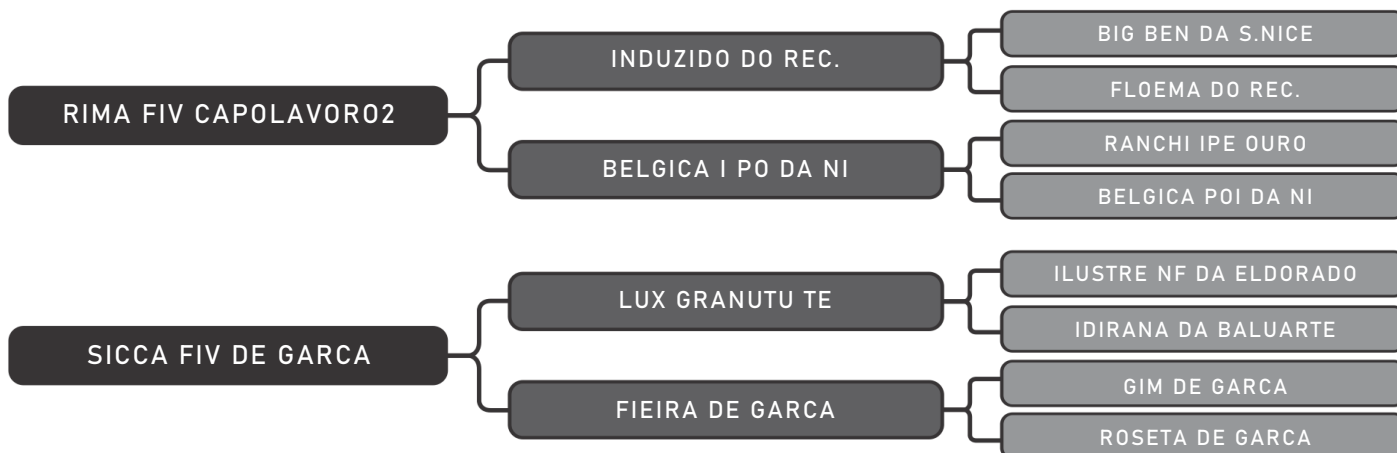 RIMA FIV CAPOLAVORO2
INDUZIDO DO REC.
BIG BEN DA S.NICE
FLOEMA DO REC.
BELGICA I PO DA NI
RANCHI IPE OURO
BELGICA POI DA NI
SICCA FIV DE GARCA
LUX GRANUTU TE
ILUSTRE NF DA ELDORADO
IDIRANA DA BALUARTE
FIEIRA DE GARCA
GIM DE GARCA
ROSETA DE GARCA